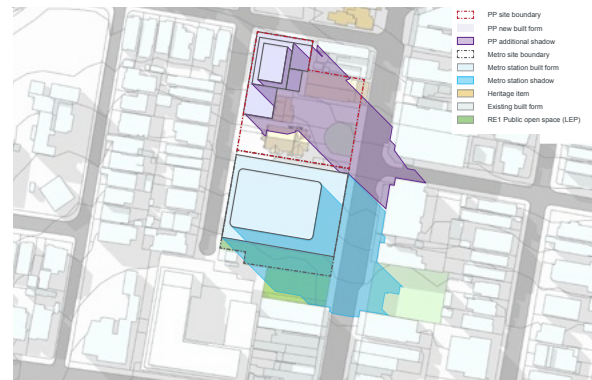 PP site boundary
PP new built form
PP additional shadow
Metro site boundary
Metro station built form
Metro station shadow
Heritage item
Existing built form
RE1 Public open space (LEP)